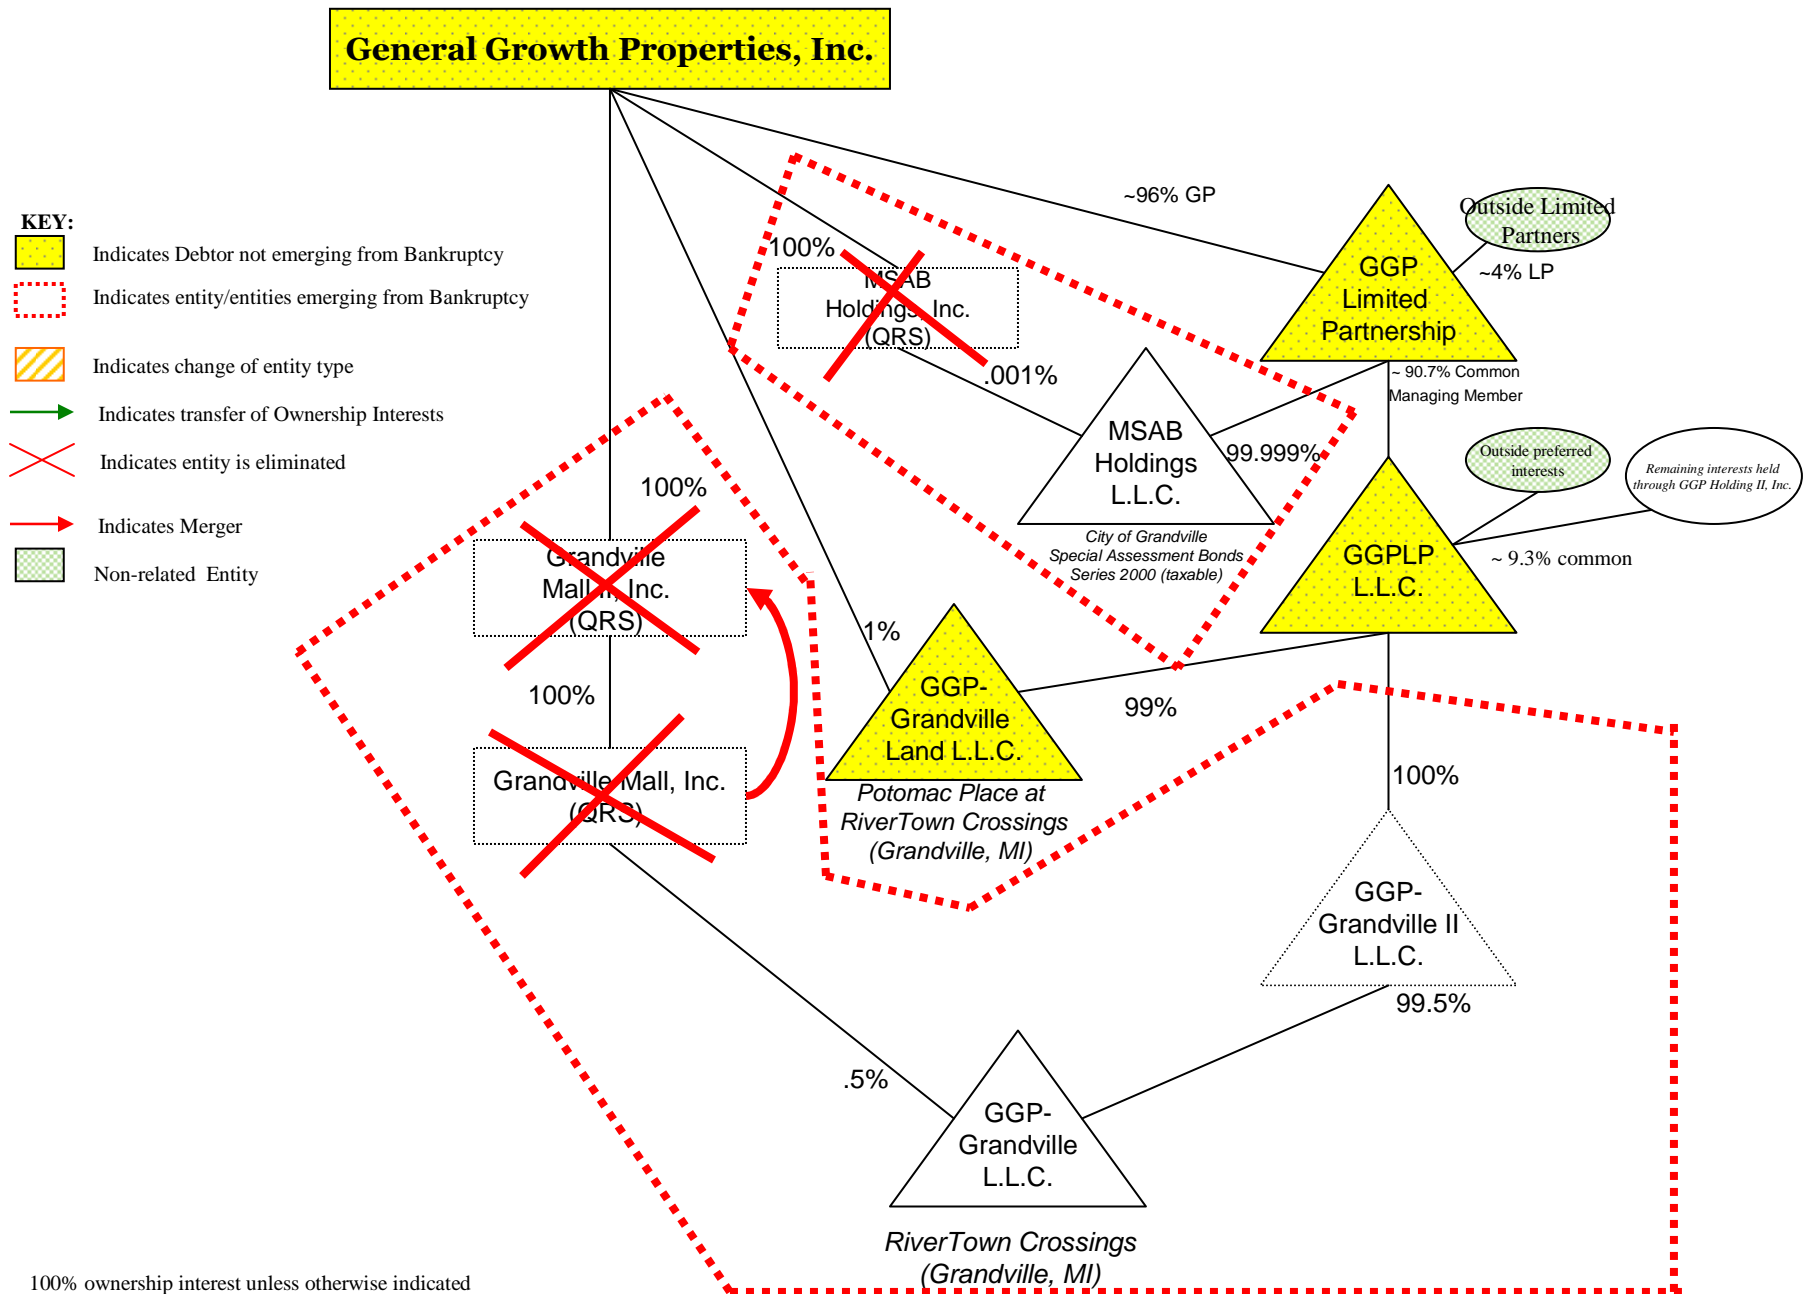 General Growth Properties, Inc.
~96% GP
Outside Limited
Partners
~4% LP
GGP
Limited
Partnership
KEY:
Indicates Debtor not emerging from Bankruptcy
Indicates entity/entities emerging from Bankruptcy
Indicates change of entity type
Indicates transfer of Ownership Interests
Indicates entity is eliminated
Indicates Merger
Non-related Entity
100%
MSAB
Holdings, Inc.
(QRS)
.001%
~ 90.7% Common
Managing Member
MSAB
Holdings
L.L.C.
99.999%
City of Grandville
Special Assessment Bonds
Series 2000 (taxable)
Outside preferred
interests
Remaining interests held
through GGP Holding II, Inc.
~ 9.3% common
GGPLP
L.L.C.
100%
Grandville
Mall II, Inc.
(QRS)
100%
Grandville Mall, Inc.
(QRS)
1%
GGP-
Grandville
Land L.L.C.
99%
Potomac Place at
RiverTown Crossings
(Grandville, MI)
100%
GGP-
Grandville II
L.L.C.
99.5%
.5%
GGP-
Grandville
L.L.C.
RiverTown Crossings
(Grandville, MI)
100% ownership interest unless otherwise indicated